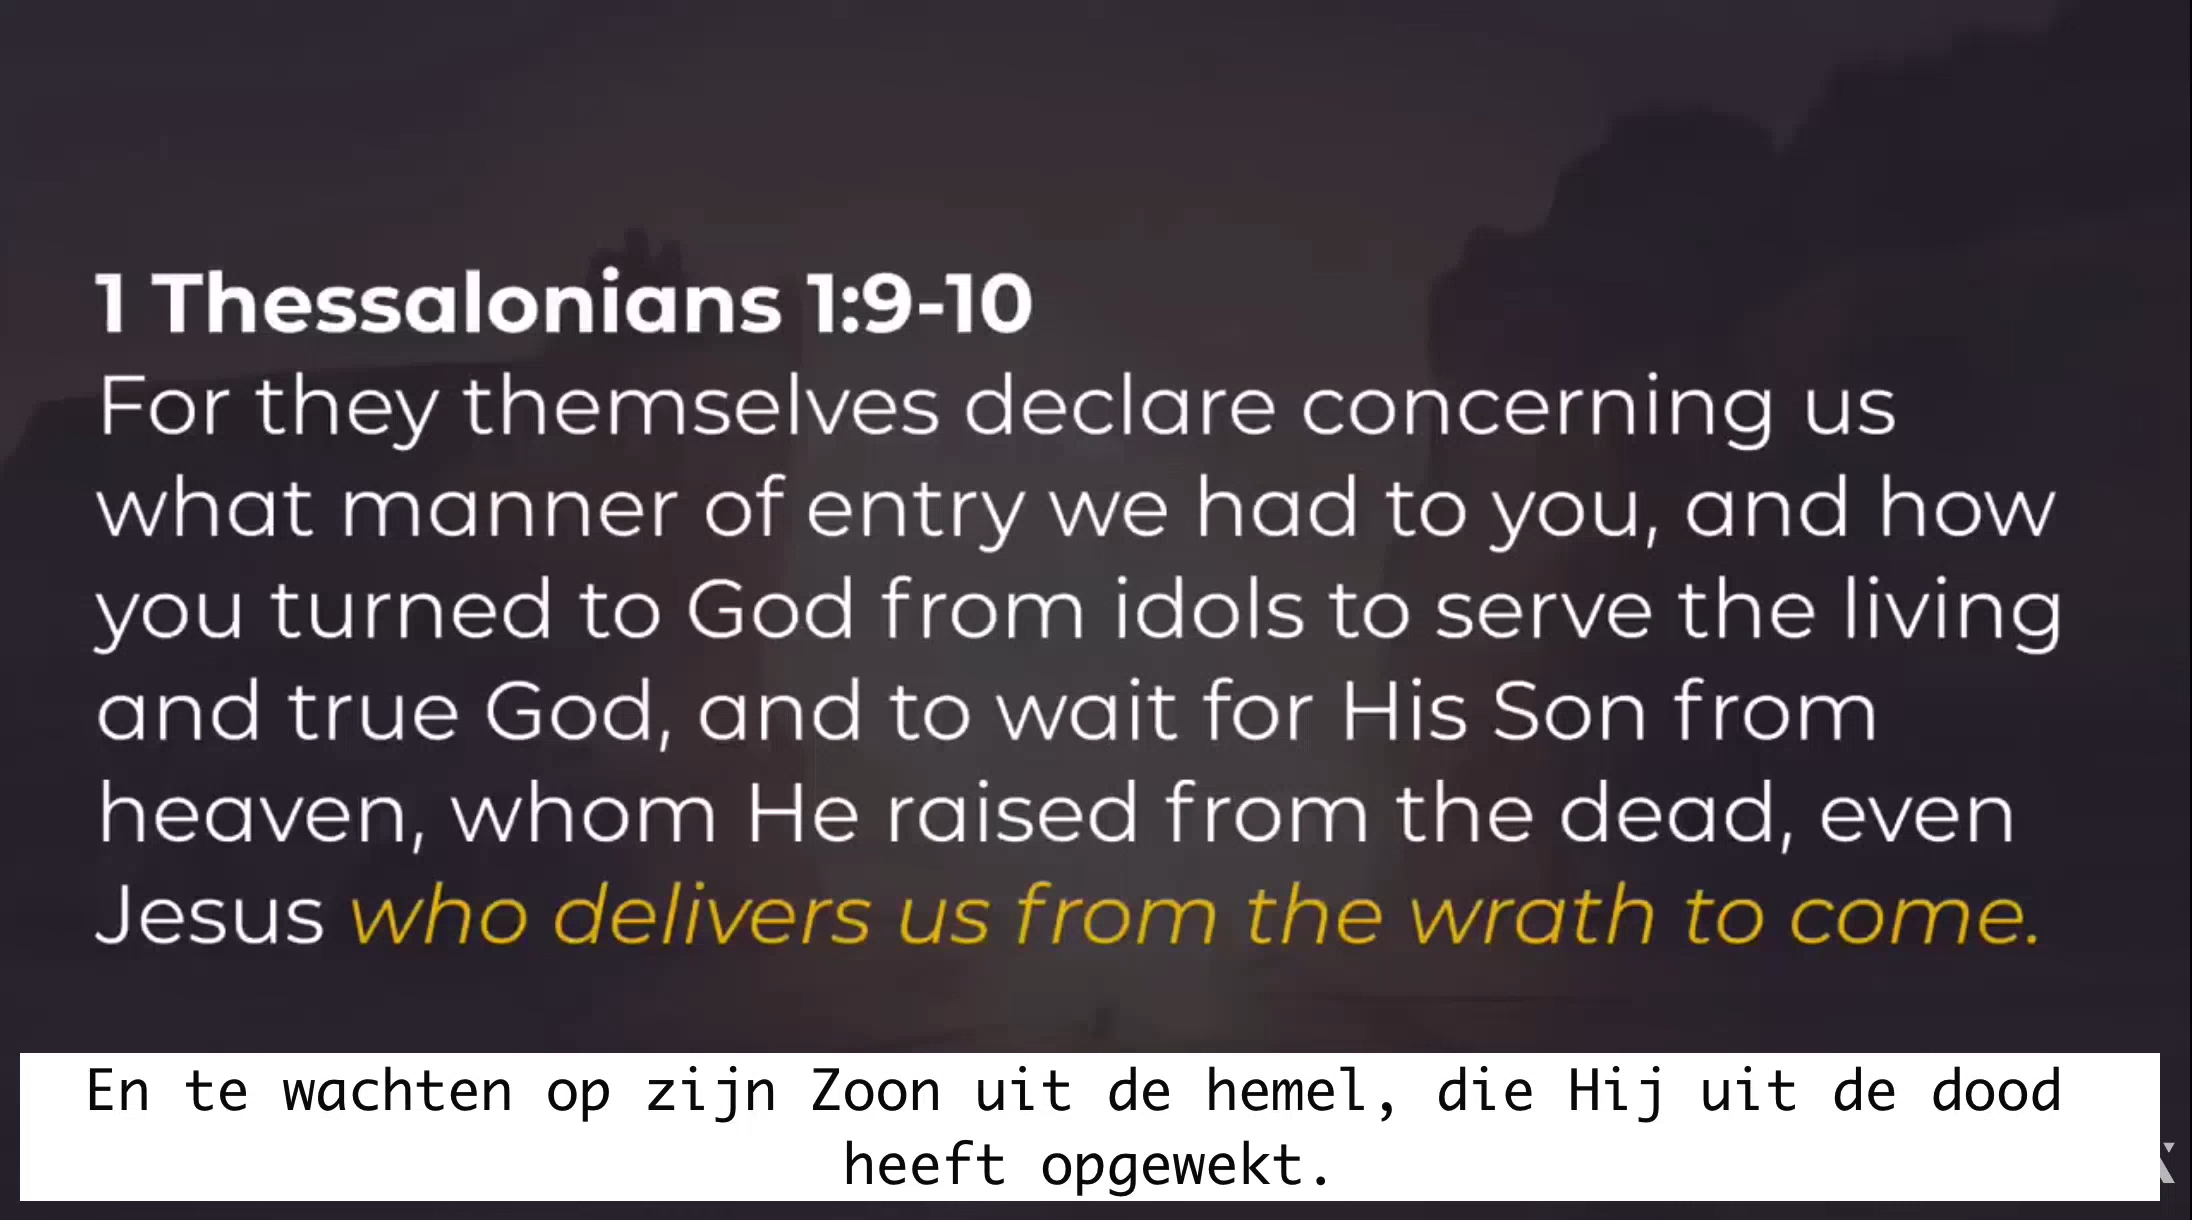 1 Thessalonians 1:9-10
For they themselves declare concerning us
what manner of entry we had to you, and how
you turned to God from idols to serve the living
and true God, and to wait for His Son from
heaven, whom He raised from the dead, even
Jesus who delivers us from the wrath to come.
En te wachten op zijn Zoon uit de hemel, die Hij uit de dood
heeft opgewekt.